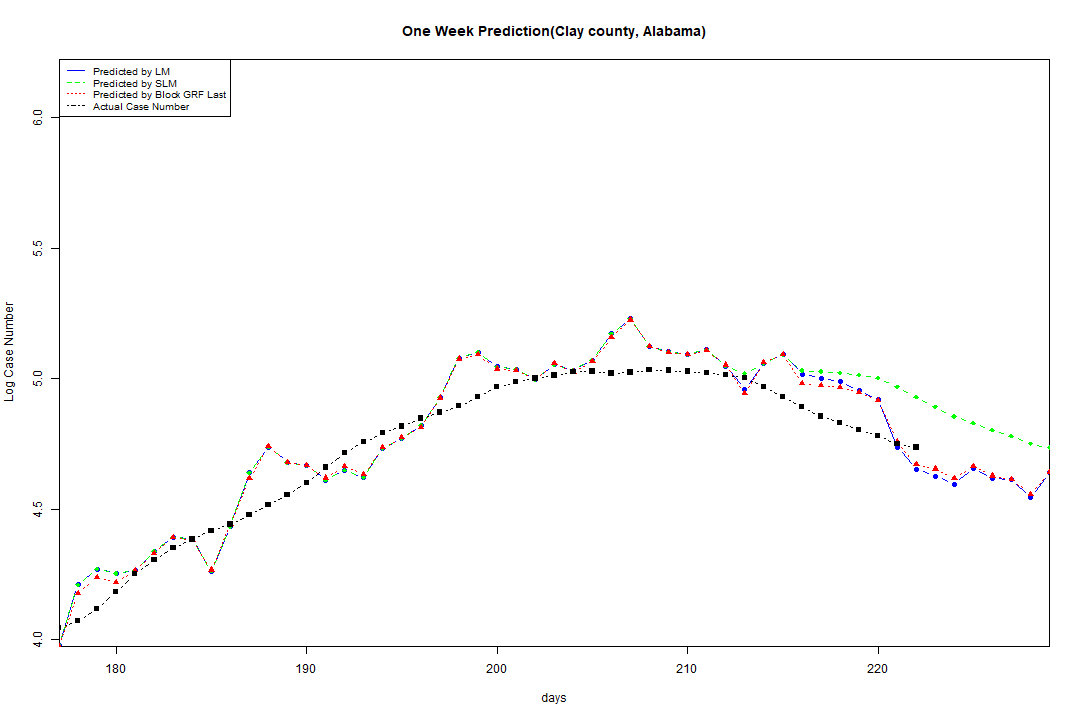 One Week Prediction(Clay county, Alabama)
Predicted by LM
Predicted by SLM
Predicted by Block GRF Last
Actual Case Number
6.0
5.5
5.0
4.5
4.0
Log Case Number
180 190 200 210 220
days